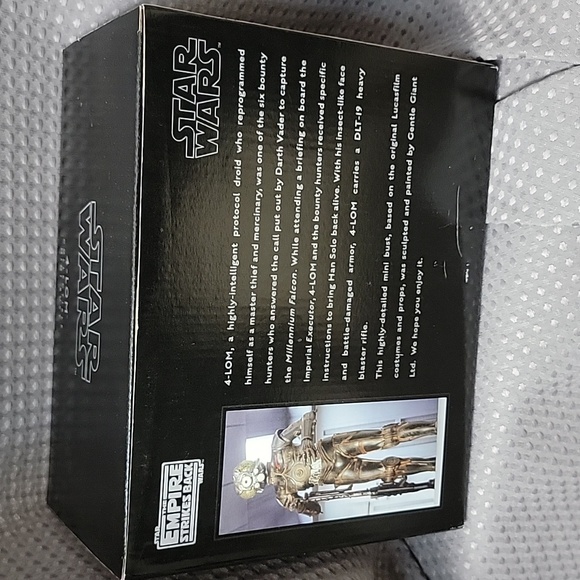 STAR
WARS
4-LOM, a highly-intelligent protocol droid who reprogrammed
himself as a master thief and mercinary, was one of the six bounty
hunters who answered the call put out by Darth Vader to capture
the Millennium Falcon. While attending a briefing on board the
Imperial Executor, 4-LOM and the bounty hunters received specific
instructions to bring Han Solo back alive. With his insect-like face
and battle-damaged armor, 4-LOM carries a DLT-19 heavy
blaster rifle.
This highly-detailed mini bust, based on the original Lucasfilm
costumes and props, was sculpted and painted by Gentle Giant
Ltd. We hopes you enjoy it.
STAR
THE
EMPIRE
STRIKES BACK
WARS
STAR
WARS
4-LOM